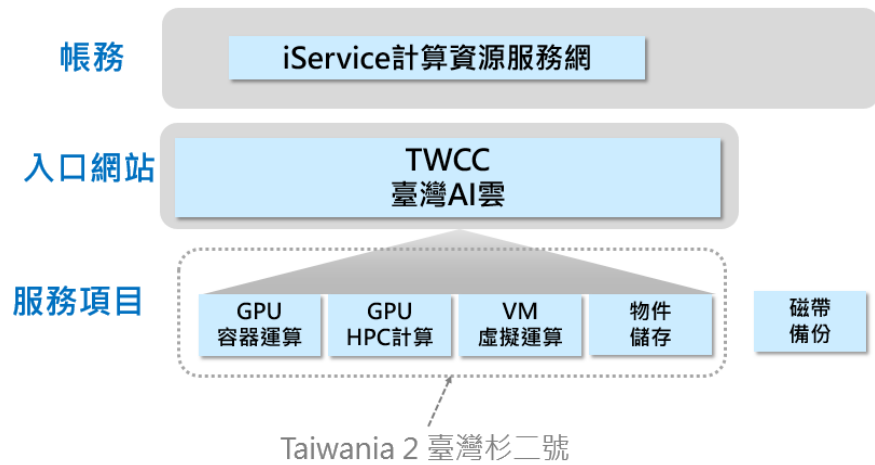 帳務
iService計算資源服務網
入口網站
TWCC
臺灣AI雲
服務項目
GPU
容器運算
GPU
HPC計算
VM
虛擬運算
物件
儲存
磁帶
備份
Taiwania 2 臺灣杉二號